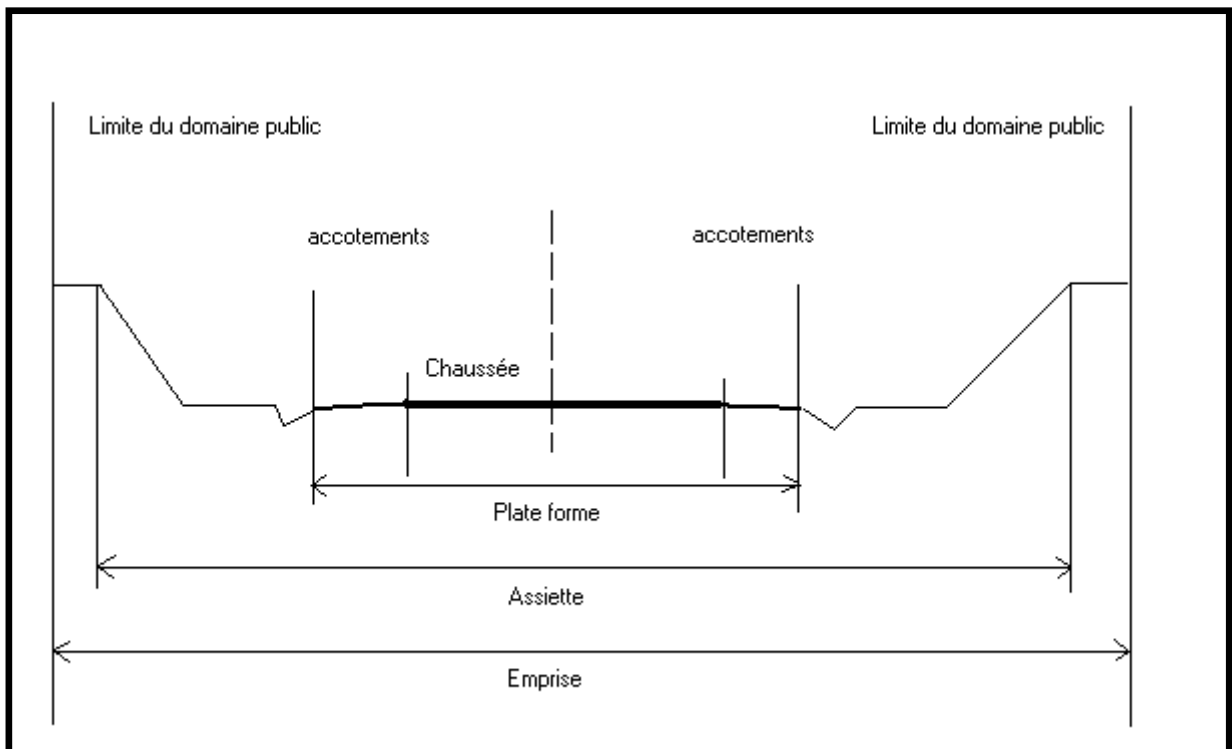 Limite du domaine public
Limite du domaine public
accotements
accotements
Chaussée
Plate forme
Assiette
Emprise